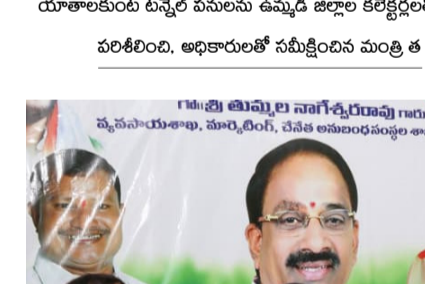 యాతాలకుంట టన్నెల్ పనులను ఉమ్మడి జిల్లాల కలెక్టర్లతో
పరిశీలించి. అధికారులతో సమీక్షించిన మంత్రి త
గౌ॥శ్రీ తుమ్మల నాగేశ్వరరావు గారు
వ్యవసాయశాఖ, మార్కెటింగ్, చేనేత అనుబంధసంస్థల శా